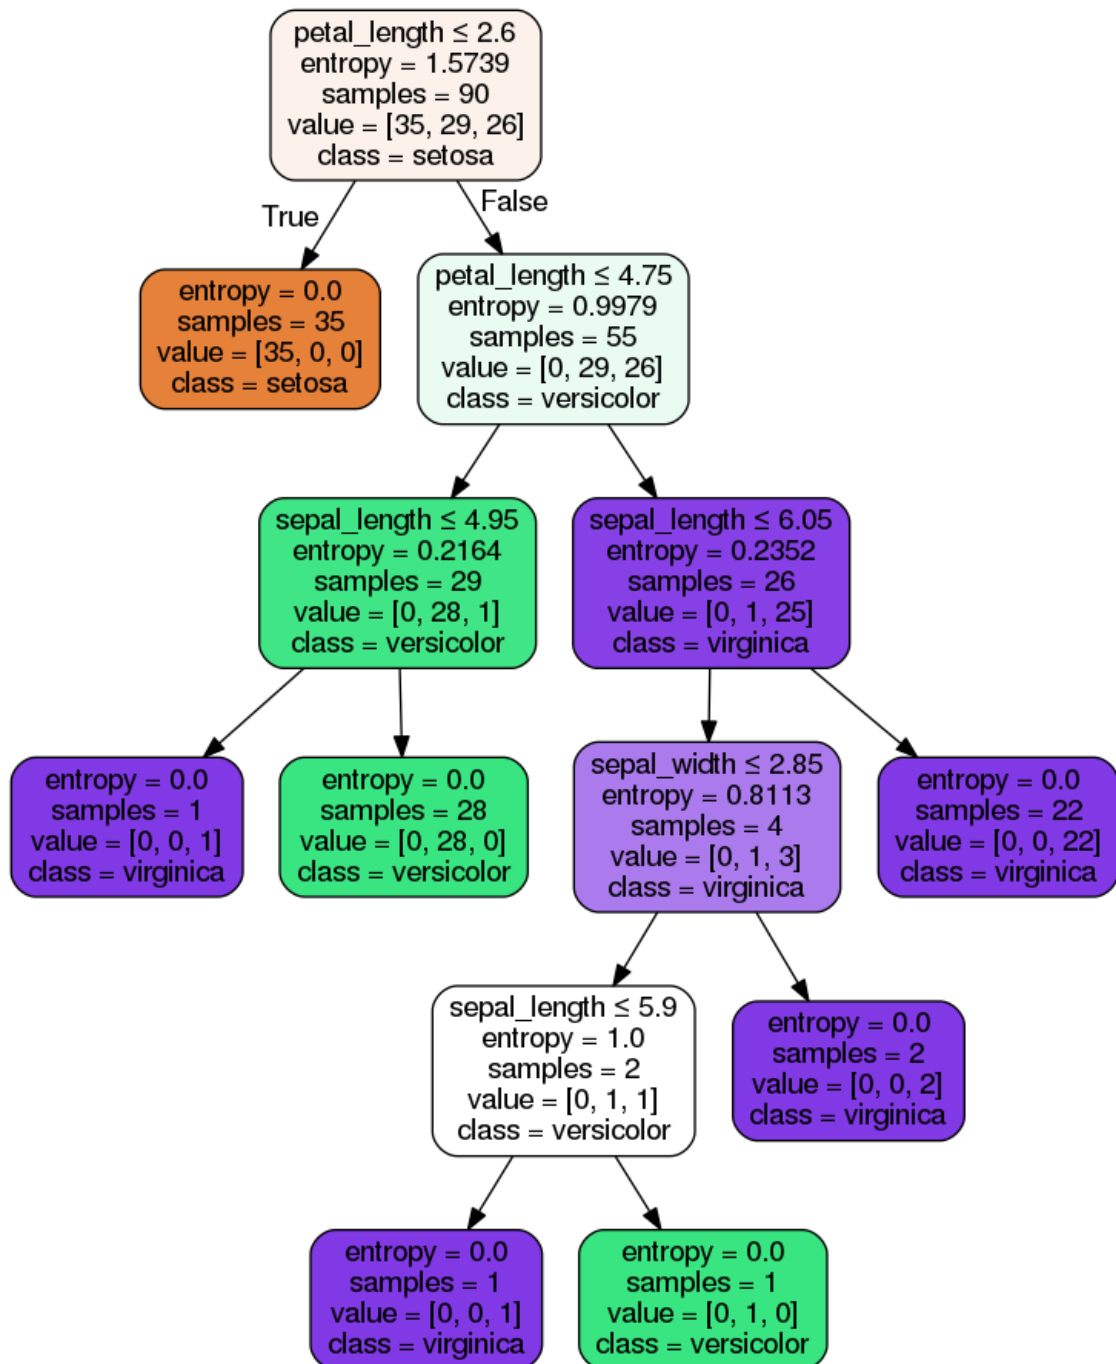 petal_length ≤ 2.6
entropy = 1.5739
samples = 90
value = [35, 29, 26]
class = setosa
True
False
entropy = 0.0
samples = 35
value = [35, 0, 0]
class = setosa
petal_length ≤ 4.75
entropy = 0.9979
samples = 55
value = [0, 29, 26]
class = versicolor
sepal_length ≤ 4.95
entropy = 0.2164
samples = 29
value = [0, 28, 1]
class = versicolor
sepal_length ≤ 6.05
entropy = 0.2352
samples = 26
value = [0, 1, 25]
class = virginica
entropy = 0.0
samples = 1
value = [0, 0, 1]
class = virginica
entropy = 0.0
samples = 28
value = [0, 28, 0]
class = versicolor
sepal_width ≤ 2.85
entropy = 0.8113
samples = 4
value = [0, 1, 3]
class = virginica
entropy = 0.0
samples = 22
value = [0, 0, 22]
class = virginica
sepal_length ≤ 5.9
entropy = 1.0
samples = 2
value = [0, 1, 1]
class = versicolor
entropy = 0.0
samples = 2
value = [0, 0, 2]
class = virginica
entropy = 0.0
samples = 1
value = [0, 0, 1]
class = virginica
entropy = 0.0
samples = 1
value = [0, 1, 0]
class = versicolor